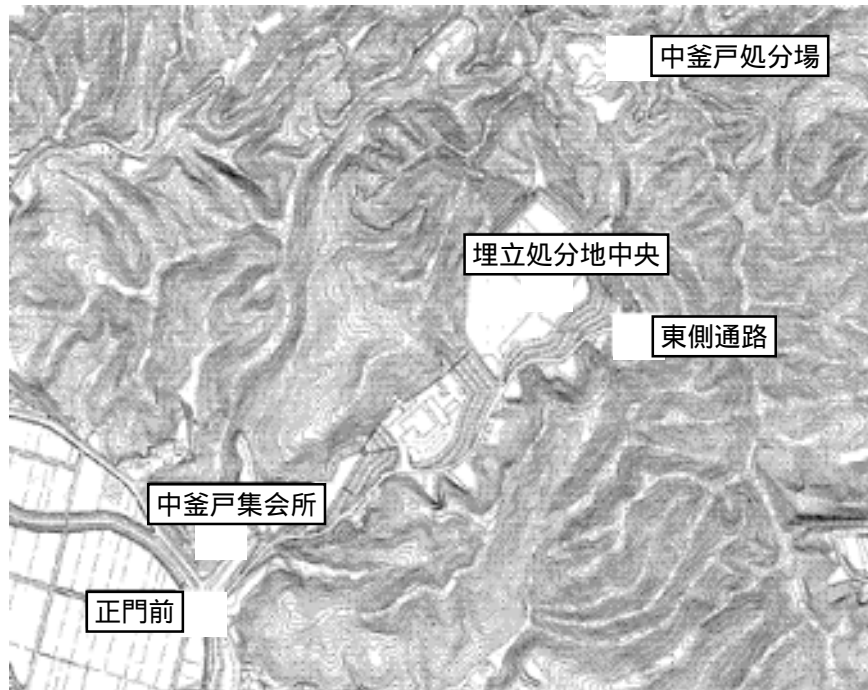 中釜戸処分場
埋立処分地中央
東側通路
中釜戸集会所
正門前